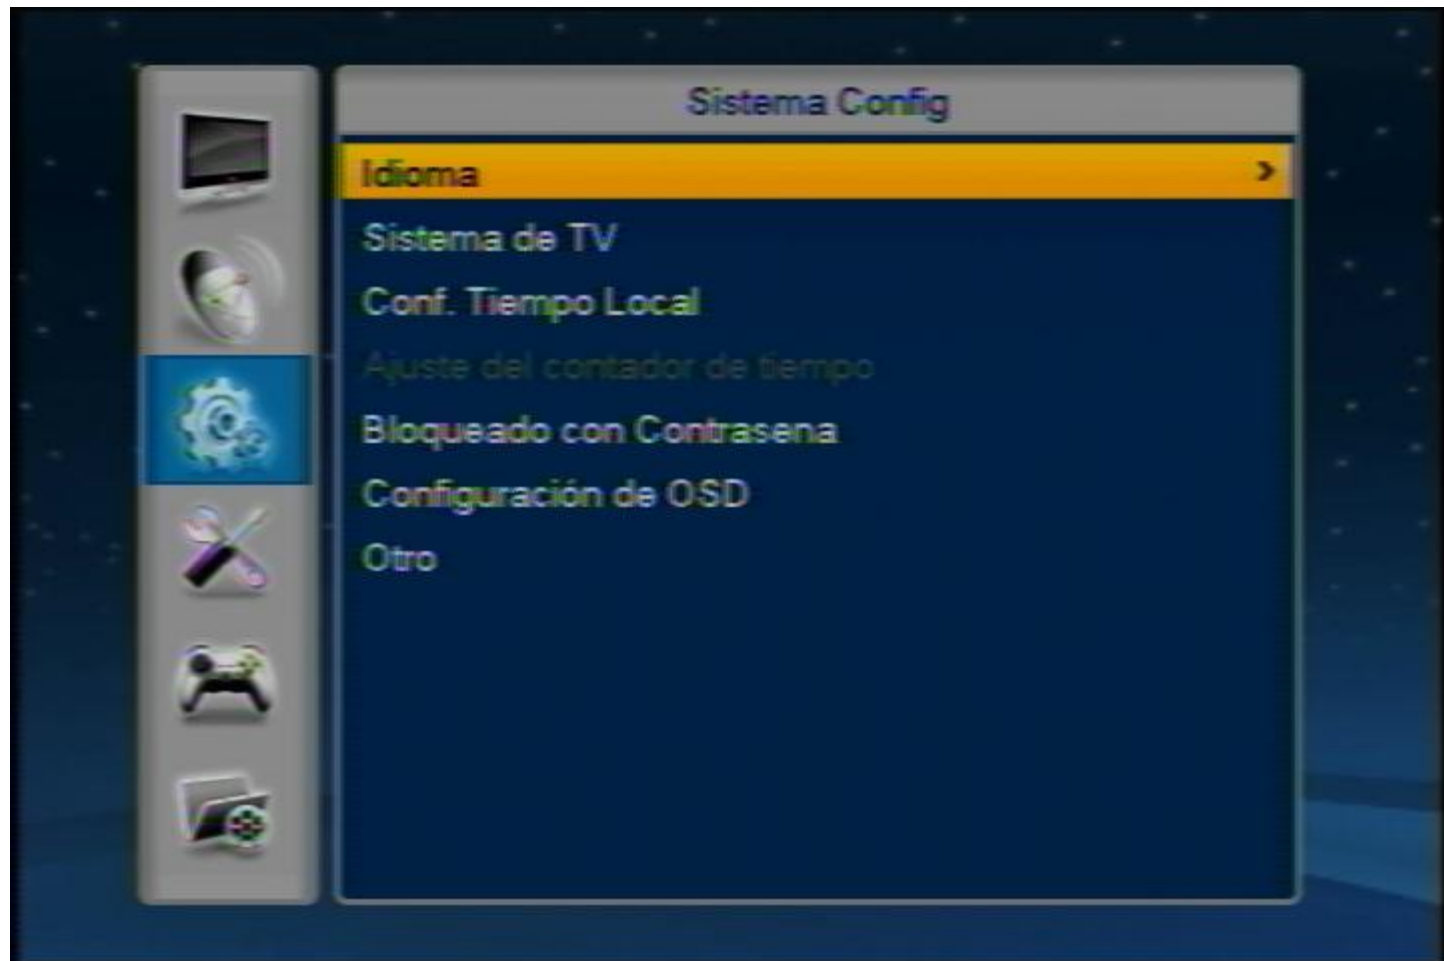 Sistema Config
Idioma
Sistema de TV
Conf. Tiempo Local
Ajuste del contador de tiempo
Bloqueado con Contrasena
Configuración de OSD
Otro